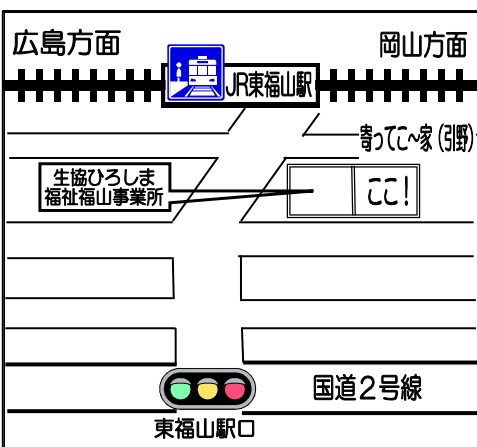 広島方面
岡山方面
JR東福山駅
寄ってこ～家(引野)
生協ひろしま
福祉福山事業所
ここ!
国道2号線
東福山駅口